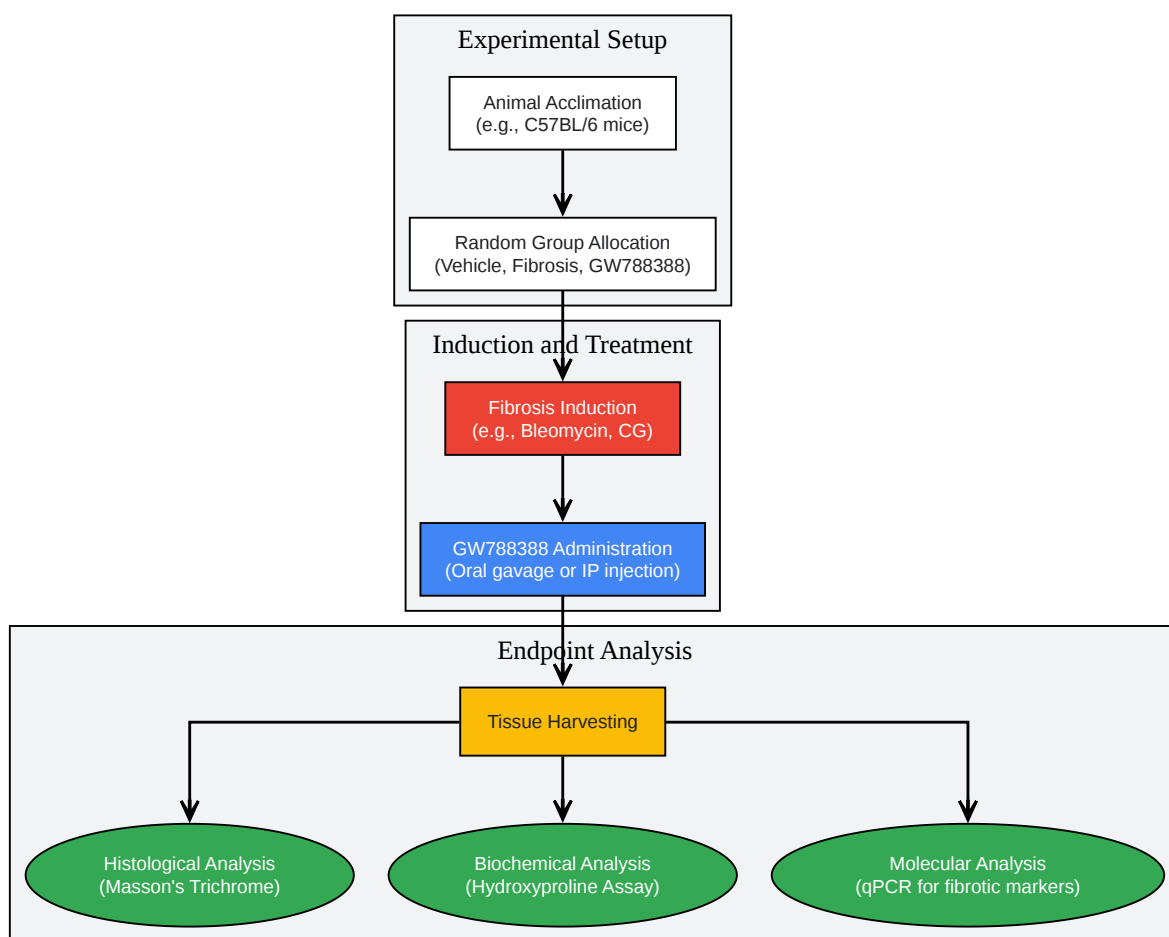 Experimental Setup
Animal Acclimation
(e.g., C57BL/6 mice)
Random Group Allocation
(Vehicle, Fibrosis, GW788388)
Induction and Treatment
Fibrosis Induction
(e.g., Bleomycin, CG)
GW788388 Administration
(Oral gavage or IP injection)
Endpoint Analysis
Tissue Harvesting
Histological Analysis
(Masson's Trichrome)
Biochemical Analysis
(Hydroxyproline Assay)
Molecular Analysis
(qPCR for fibrotic markers)